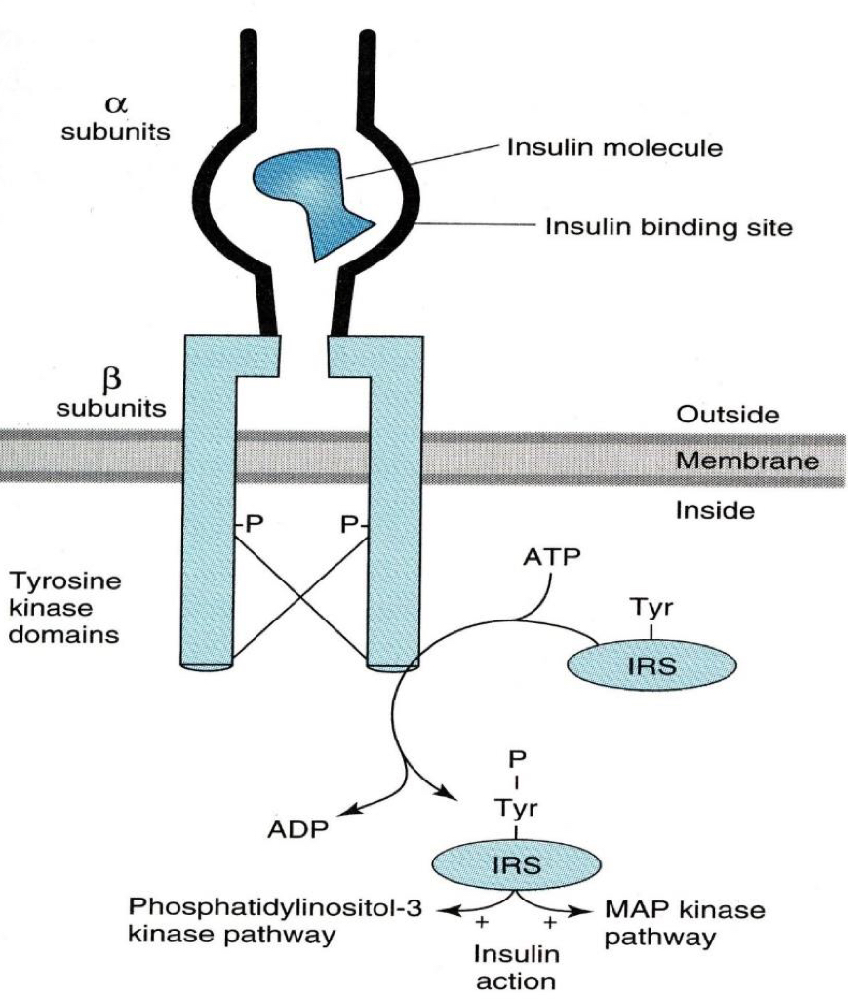 α
subunits
Insulin molecule
Insulin binding site
β
subunits
Outside
Membrane
Inside
-P
P-
ATP
Tyrosine
kinase
domains
Tyr
IRS
P
Tyr
ADP
IRS
Phosphatidylinositol-3
kinase pathway
+
+
MAP kinase
pathway
Insulin
action